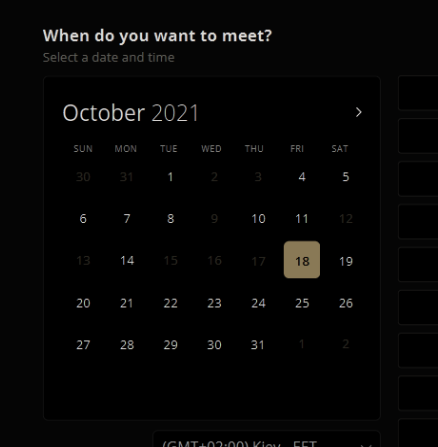 When do you want to meet?
Select a date and time
October 2021
SUN MON TUE WED THU FRI SAT
30 31 1 2 3 4 5
6 7 8 9 10 11 12
13 14 15 16 17 18 19
20 21 22 23 24 25 26
27 28 29 30 31 1 2
(GMT+02:00) Kiev - EET